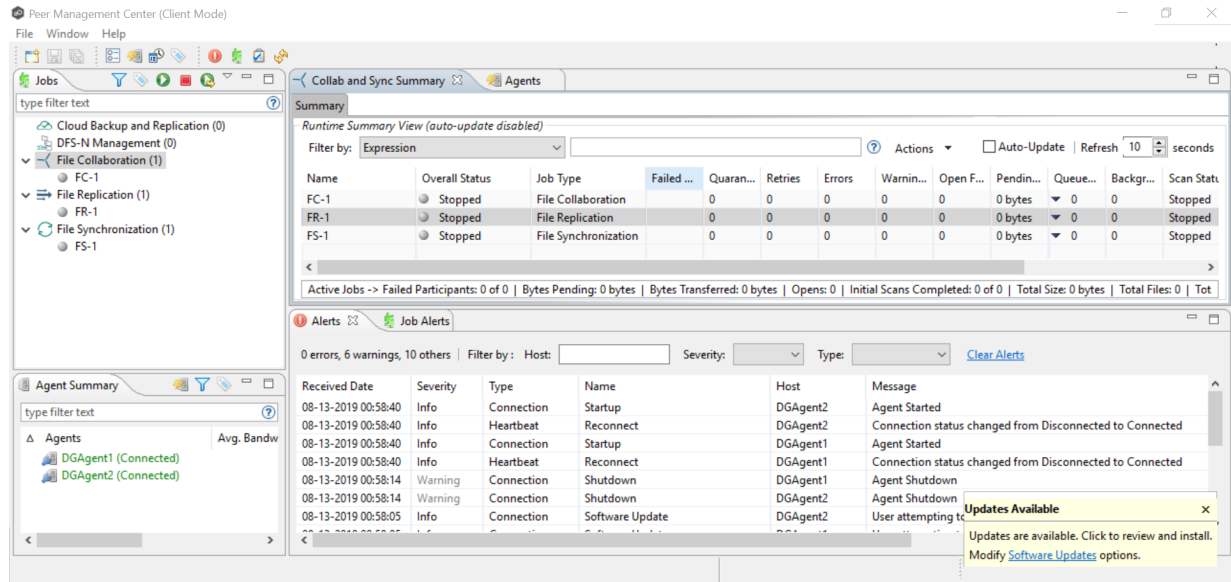 Peer Management Center (Client Mode)
File Window Help
Jobs
type filter text
Cloud Backup and Replication (0)
DFS-N Management (0)
File Collaboration (1)
FC-1
File Replication (1)
FR-1
File Synchronization (1)
FS-1
Agent Summary
type filter text
Agents Avg. Bandw
DGAgent1 (Connected)
DGAgent2 (Connected)
Collab and Sync Summary Agents
Summary
Runtime Summary View (auto-update disabled)
Filter by: Expression Actions Auto-Update | Refresh 10 seconds
Name Overall Status Job Type Failed ... Quaran... Retries Errors Warnin... Open F... Pendin... Queue... Backgr... Scan Statu
FC-1 Stopped File Collaboration 0 0 0 0 0 0 bytes 0 0 Stopped
FR-1 Stopped File Replication 0 0 0 0 0 0 bytes 0 0 Stopped
FS-1 Stopped File Synchronization 0 0 0 0 0 0 bytes 0 0 Stopped
Active Jobs -> Failed Participants: 0 of 0 | Bytes Pending: 0 bytes | Bytes Transferred: 0 bytes | Opens: 0 | Initial Scans Completed: 0 of 0 | Total Size: 0 bytes | Total Files: 0 | Tot
Alerts Job Alerts
0 errors, 6 warnings, 10 others | Filter by : Host: Severity: Type: Clear Alerts
Received Date Severity Type Name Host Message
08-13-2019 00:58:40 Info Connection Startup DGAgent2 Agent Started
08-13-2019 00:58:40 Info Heartbeat Reconnect DGAgent2 Connection status changed from Disconnected to Connected
08-13-2019 00:58:40 Info Connection Startup DGAgent1 Agent Started
08-13-2019 00:58:40 Info Heartbeat Reconnect DGAgent1 Connection status changed from Disconnected to Connected
08-13-2019 00:58:14 Warning Connection Shutdown DGAgent1 Agent Shutdown
08-13-2019 00:58:14 Warning Connection Shutdown DGAgent2 Agent Shutdown
08-13-2019 00:58:05 Info Connection Software Update DGAgent2 User attempting to
Updates Available
Updates are available. Click to review and install.
Modify Software Updates options.